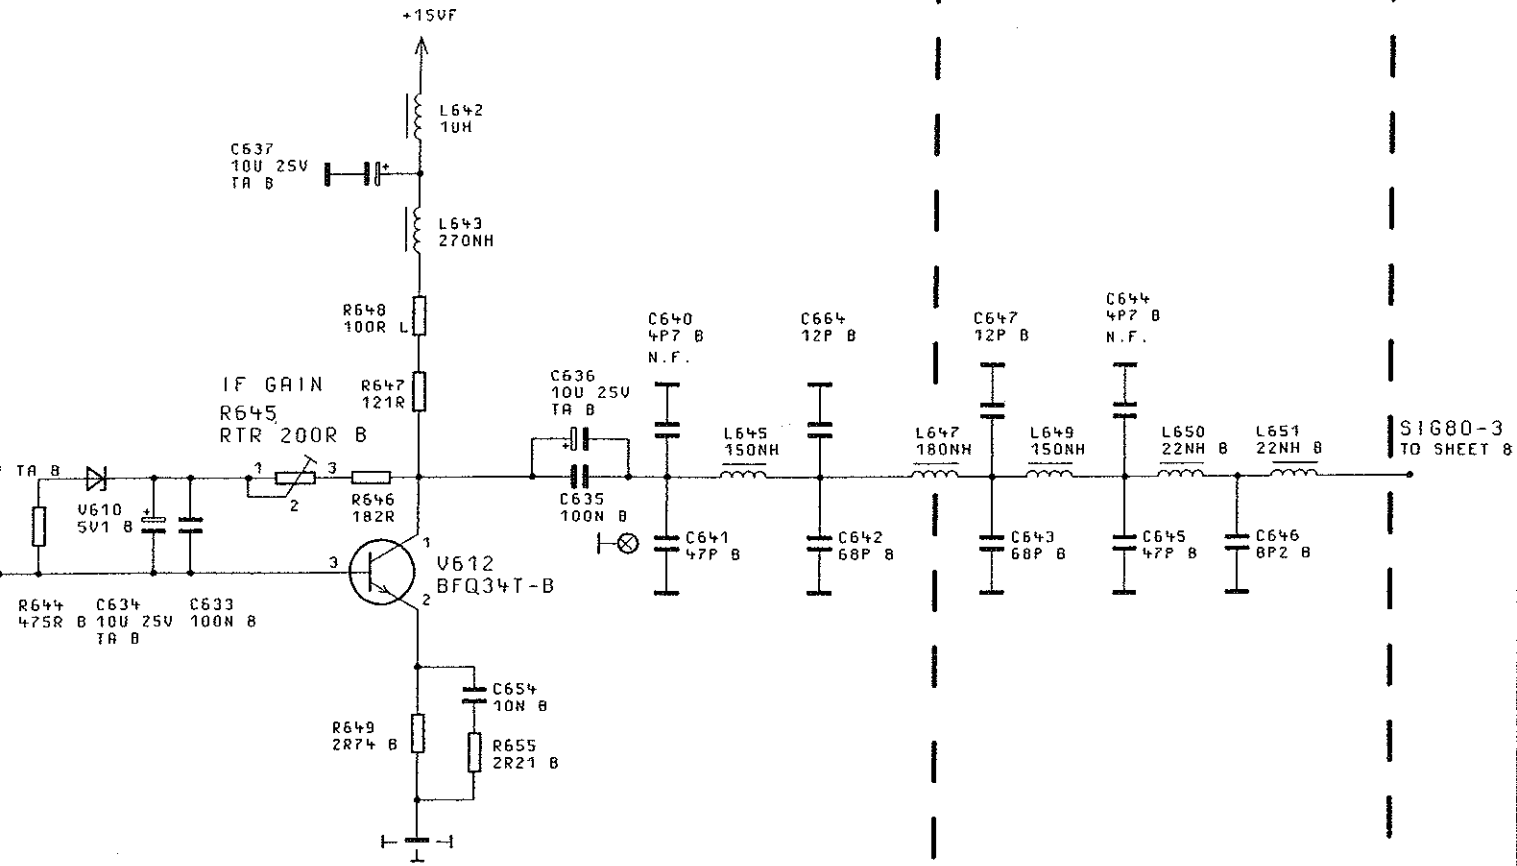 +15VF
L642
1UH
C637
10U 25V
TA B
L643
270NH
R648
100R L
R647
121R
IF GAIN
R645
RTR 200R B
1
3
2
R646
182R
TA B
V610
5V1 B
R644
475R B
C634
10U 25V
TA B
C633
100N B
3
1
2
V612
BFQ34T-B
C636
10U 25V
TA B
C635
100N B
C640
4P7 B
N.F.
C664
12P B
C647
12P B
C644
4P7 B
N.F.
L645
150NH
L647
180NH
L649
150NH
L650
22NH B
L651
22NH B
SIG80-3
TO SHEET 8
C641
47P B
C642
68P B
C643
68P B
C645
47P B
C646
8P2 B
C654
10N B
R649
2R74 B
R655
2R21 B